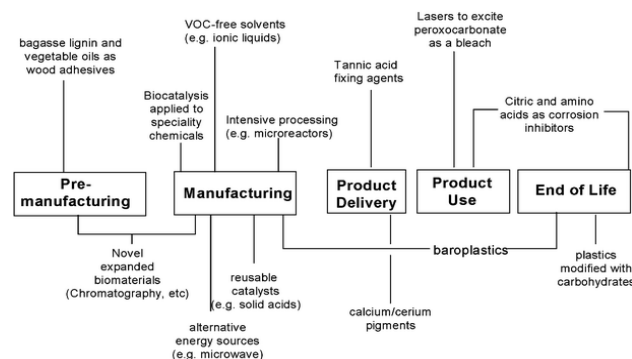 VOC-free solvents
(e.g. ionic liquids)
Lasers to excite
peroxocarbonate
as a bleach
bagasse lignin and
vegetable oils as
wood adhesives
Tannic acid
fixing agents
Biocatalysis
applied to
speciality
chemicals
Intensive processing
(e.g. microreactors)
Citric and amino
acids as corrosion
inhibitors
Pre-
manufacturing
Manufacturing
Product
Delivery
Product
Use
End of Life
Novel
expanded
biomaterials
(Chromatography, etc)
baroplastics
plastics
modified with
carbohydrates
reusable
catalysts
(e.g. solid acids)
calcium/cerium
pigments
alternative
energy sources
(e.g. microwave)